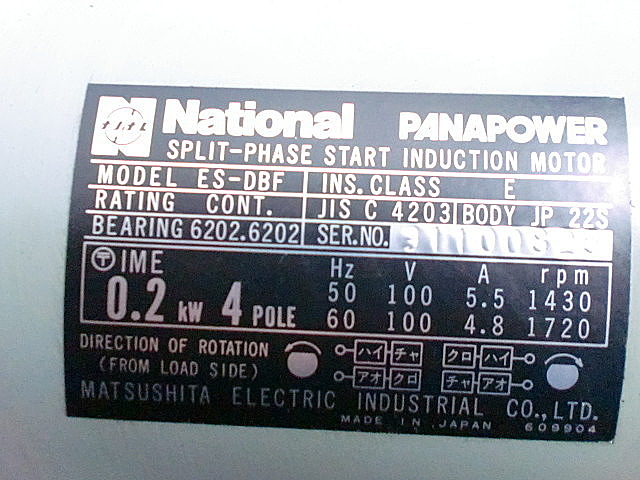 National PANAPOWER
SPLIT-PHASE START INDUCTION MOTOR
MODEL ES-DBF INS. CLASS E
RATING CONT. JIS C 4203 BODY JP 22S
BEARING 6202.6202 SER.NO.
〒 IME Hz V A rpm
0.2 kW 4 POLE 50 100 5.5 1430
60 100 4.8 1720
DIRECTION OF ROTATION ハイ チャ クロ ハイ
(FROM LOAD SIDE) アオ クロ チャ アオ
MATSUSHITA ELECTRIC INDUSTRIAL CO., LTD.
MADE IN JAPAN 609904